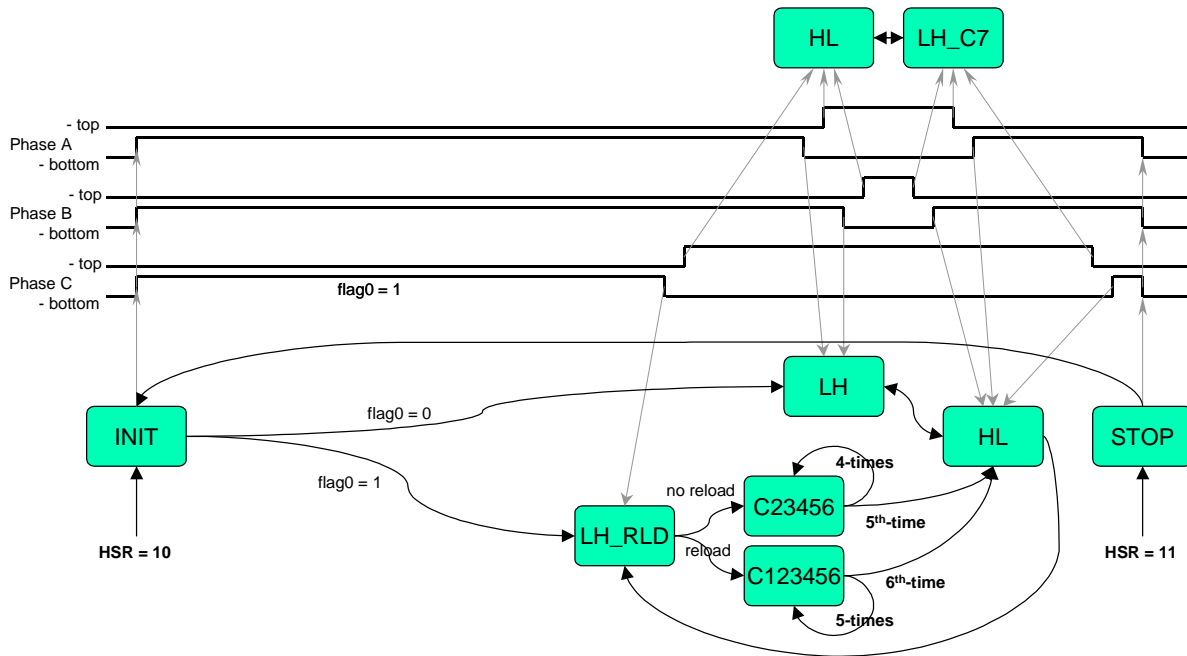 HL
LH_C7
- top
Phase A
- bottom
- top
Phase B
- bottom
- top
Phase C
- bottom
flag0 = 1
LH
INIT
flag0 = 0
HL
STOP
flag0 = 1
4-times
no reload
C23456
5th-time
LH_RLD
reload
HSR = 10
HSR = 11
C123456
6th-time
5-times